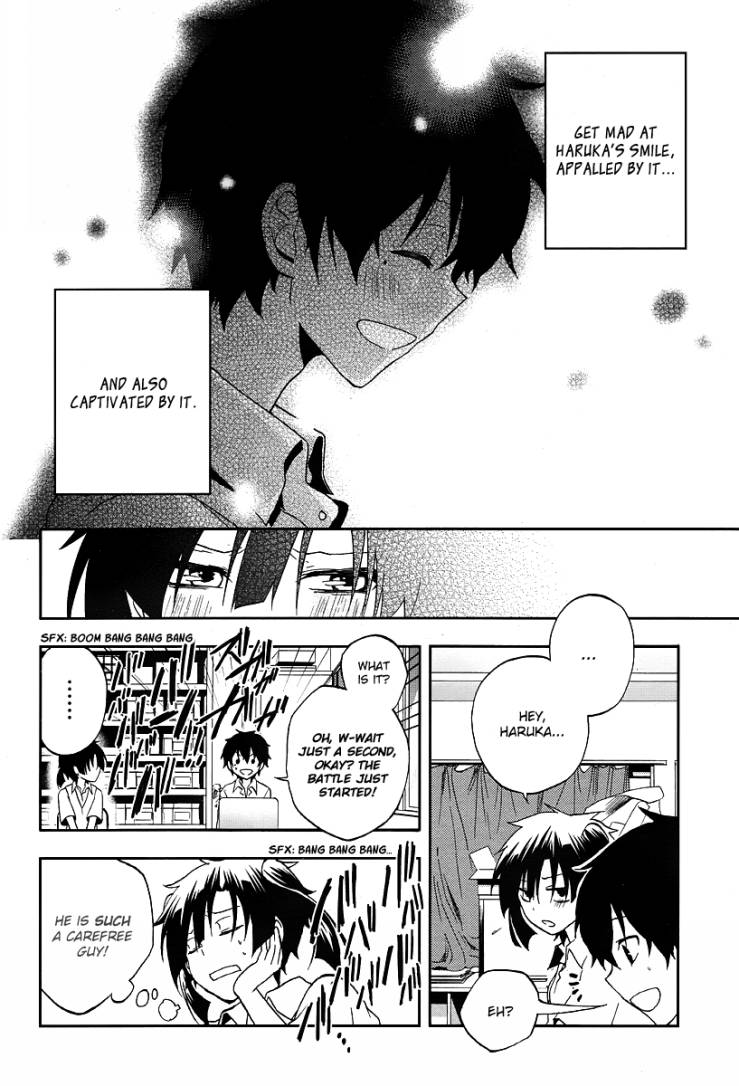 GET MAD AT
HARUKA'S SMILE,
APPALLED BY IT...
AND ALSO
CAPTIVATED BY IT.
...
HEY,
HARUKA...
EH?
SFX: BOOM BANG BANG BANG
WHAT
IS IT?
OH, W-WAIT
JUST A SECOND,
OKAY? THE
BATTLE JUST
STARTED!
......
SFX: BANG BANG BANG...
HE IS SUCH
A CAREFREE
GUY!